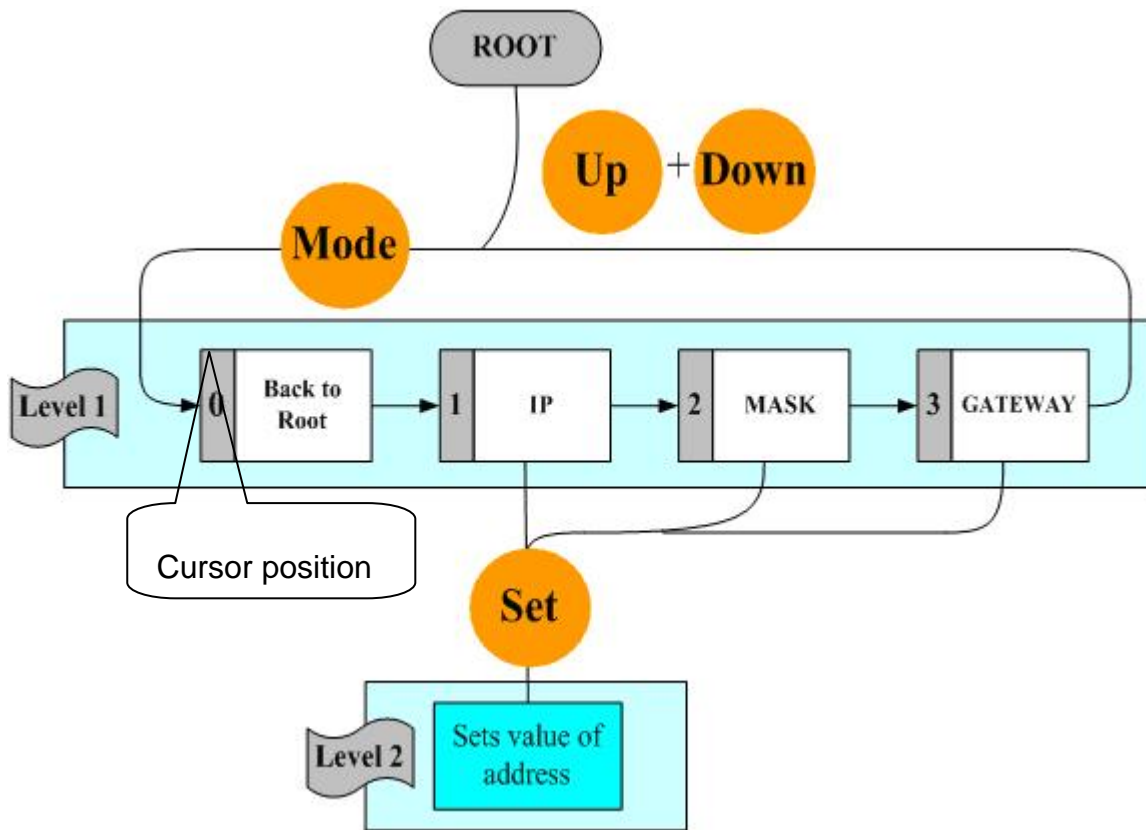 ROOT
Up + Down
Mode
Level 1
0
Back to
Root
1
IP
2
MASK
3
GATEWAY
Cursor position
Set
Level 2
Sets value of
address